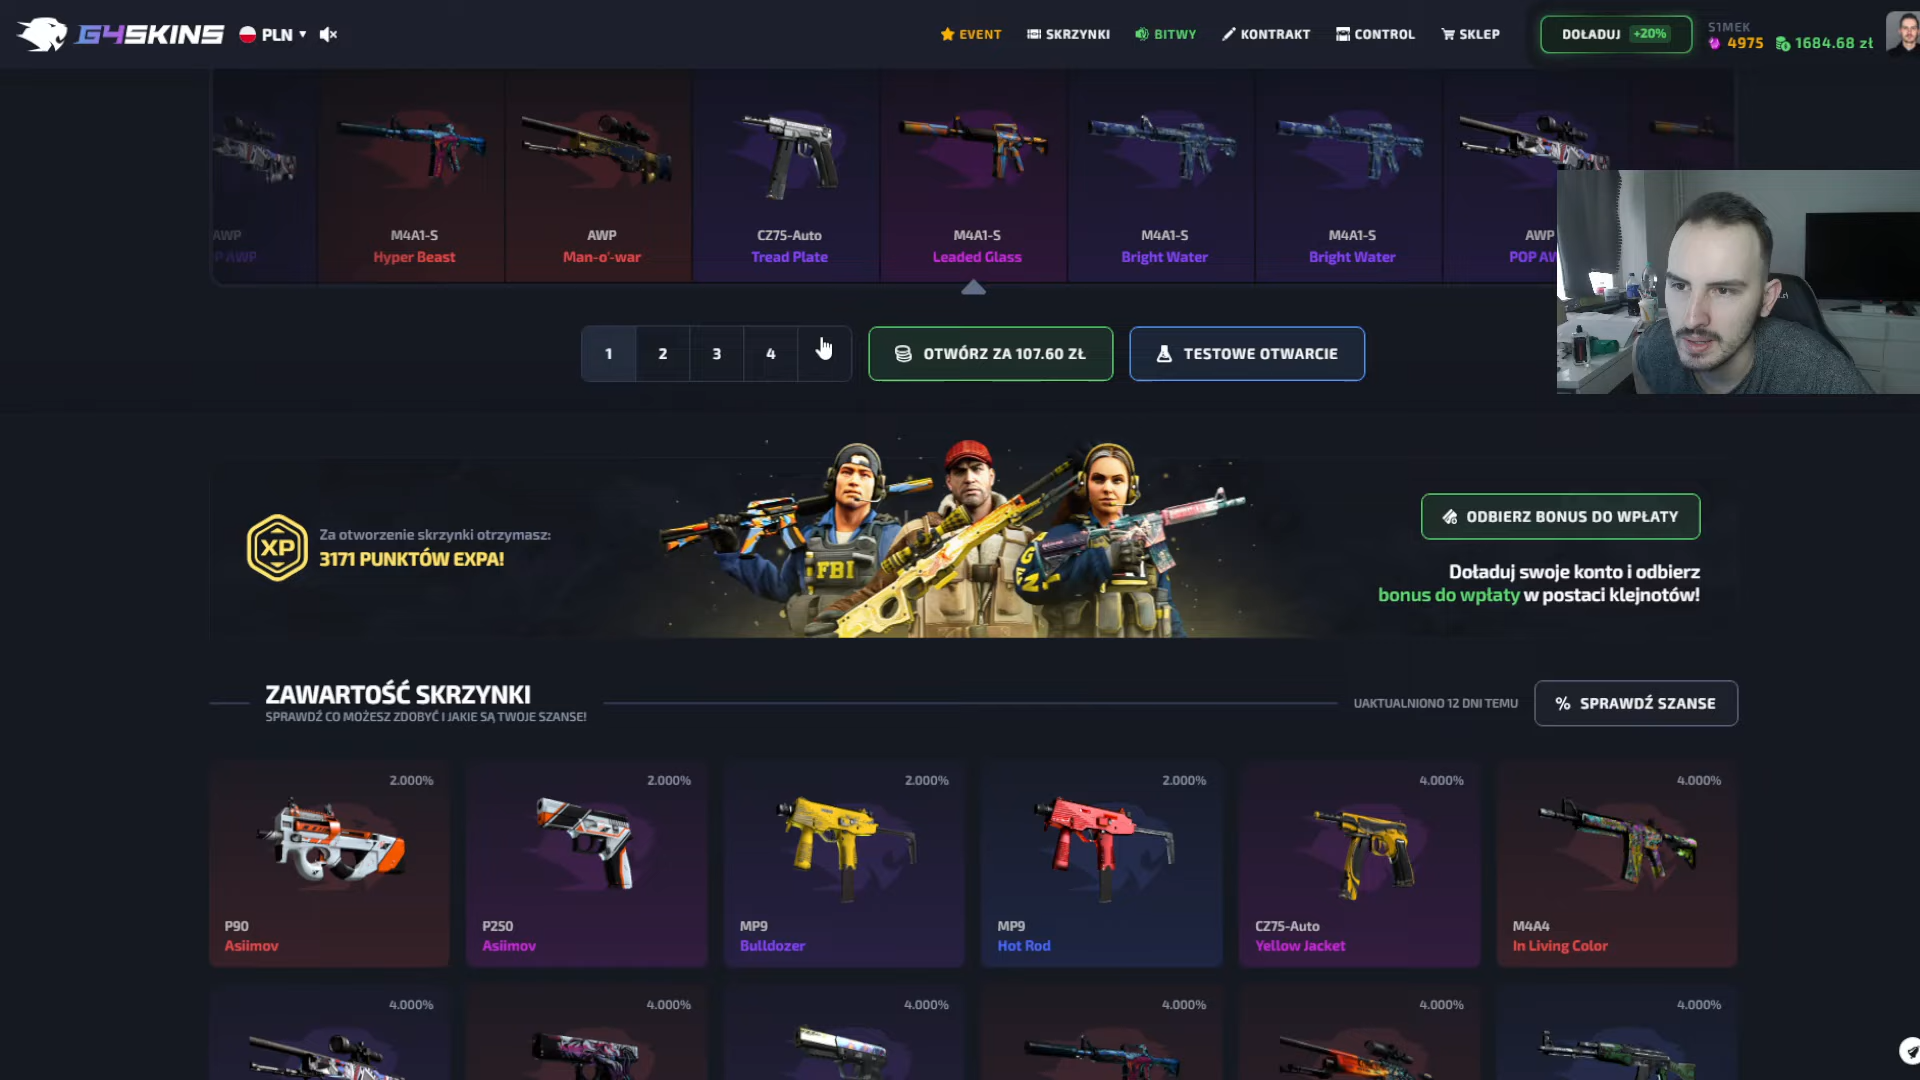 G4SKINS
PLN
EVENT
SKRZYNKI
BITWY
KONTRAKT
CONTROL
SKLEP
DOŁADUJ +20%
S1MEK
4975 1684.68 zł
AWP
P AWP
M4A1-S
Hyper Beast
AWP
Man-o'-war
CZ75-Auto
Tread Plate
M4A1-S
Leaded Glass
M4A1-S
Bright Water
M4A1-S
Bright Water
AWP
1 2 3 4
OTWÓRZ ZA 107.60 ZŁ
TESTOWE OTWARCIE
XP
Za otworzenie skrzynki otrzymasz:
3171 PUNKTÓW EXPA!
FBI
ODBIERZ BONUS DO WPŁATY
Doładuj swoje konto i odbierz
bonus do wpłaty w postaci klejnotów!
ZAWARTOŚĆ SKRZYNKI
SPRAWDŹ CO MOŻESZ ZDOBYĆ I JAKIE SĄ TWOJE SZANSE!
UAKTUALNIONO 12 DNI TEMU
% SPRAWDŹ SZANSE
2.000%
P90
Asiimov
2.000%
P250
Asiimov
2.000%
MP9
Bulldozer
2.000%
MP9
Hot Rod
4.000%
CZ75-Auto
Yellow Jacket
4.000%
M4A4
In Living Color
4.000%
4.000%
4.000%
4.000%
4.000%
4.000%